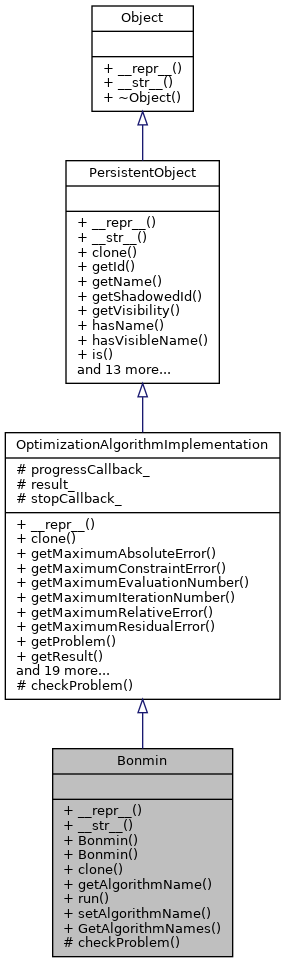 Object
+ __repr__()
+ __str__()
+ ~Object()
PersistentObject
+ __repr__()
+ __str__()
+ clone()
+ getId()
+ getName()
+ getShadowedId()
+ getVisibility()
+ hasName()
+ hasVisibleName()
+ is()
and 13 more...
OptimizationAlgorithmImplementation
# progressCallback_
# result_
# stopCallback_
+ __repr__()
+ clone()
+ getMaximumAbsoluteError()
+ getMaximumConstraintError()
+ getMaximumEvaluationNumber()
+ getMaximumIterationNumber()
+ getMaximumRelativeError()
+ getMaximumResidualError()
+ getProblem()
+ getResult()
and 19 more...
# checkProblem()
Bonmin
+ __repr__()
+ __str__()
+ Bonmin()
+ Bonmin()
+ clone()
+ getAlgorithmName()
+ run()
+ setAlgorithmName()
+ GetAlgorithmNames()
# checkProblem()